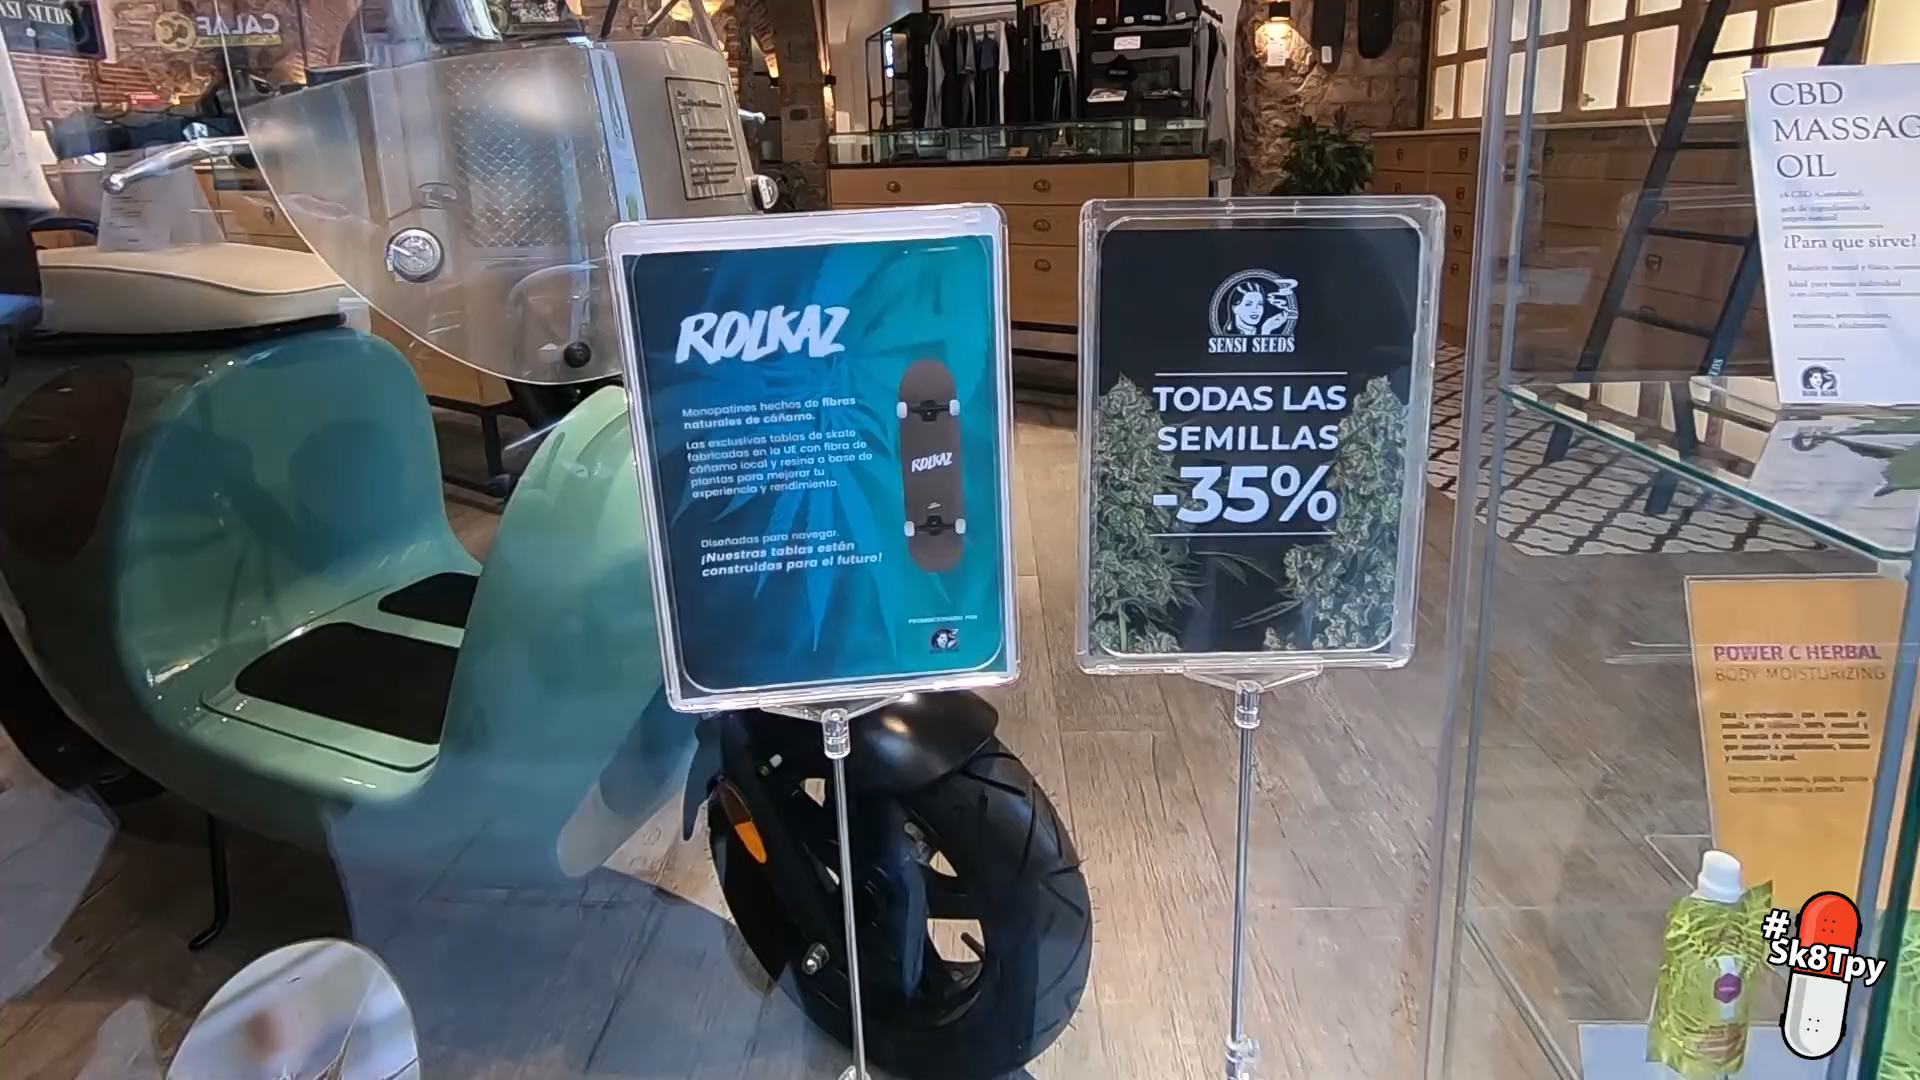 SI SEEDS
CALAF
ROLKAZ
Monopatines hechos de fibras
naturales de cáñamo.
Las exclusivas tablas de skate
fabricadas en la UE con fibra de
cáñamo local y resina a base de
plantas para mejorar tu
experiencia y rendimiento.
Diseñadas para navegar.
¡Nuestras tablas están
construidas para el futuro!
ROLKAZ
PROMOCIONADO POR
SENSI SEEDS
TODAS LAS
SEMILLAS
-35%
CBD
MASSAG
OIL
¿Para que sirve?
POWER C HERBAL
BODY MOISTURIZING
#
Sk8Tpy